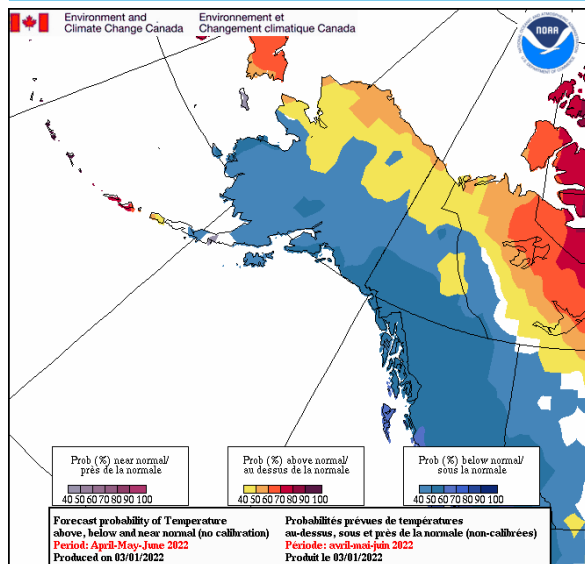 Environment and
Climate Change Canada
Environnement et
Changement climatique Canada
NOAA
Prob (%) near normal/
près de la normale
40 50 60 70 80 90 100
Prob (%) above normal/
au dessus de la normale
40 50 60 70 80 90 100
Prob (%) below normal/
sous la normale
40 50 60 70 80 90 100
Forecast probability of Temperature
above, below and near normal (no calibration)
Period: April-May-June 2022
Produced on 03/01/2022
Probabilités prévues de températures
au-dessus, sous et près de la normale (non-calibrées)
Période: avril-mai-juin 2022
Produit le 03/01/2022